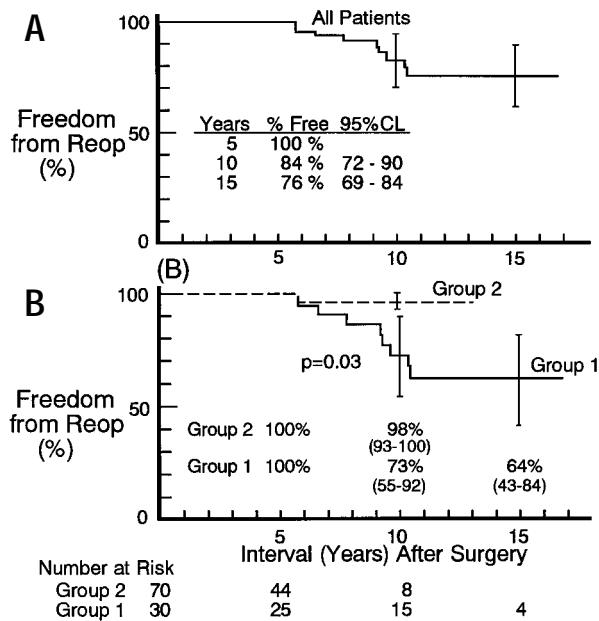 A
100
All Patients
Freedom
from Reop
(%)
50
0
Years % Free 95%CL
5 100 %
10 84 % 72 - 90
15 76 % 69 - 84
5 10 15
(B)
B
100
Group 2
p=0.03
Group 1
Freedom
from Reop
(%)
50
0
Group 2 100% 98%
(93-100)
Group 1 100% 73% 64%
(55-92) (43-84)
5 10 15
Interval (Years) After Surgery
Number at Risk
Group 2 70 44 8
Group 1 30 25 15 4